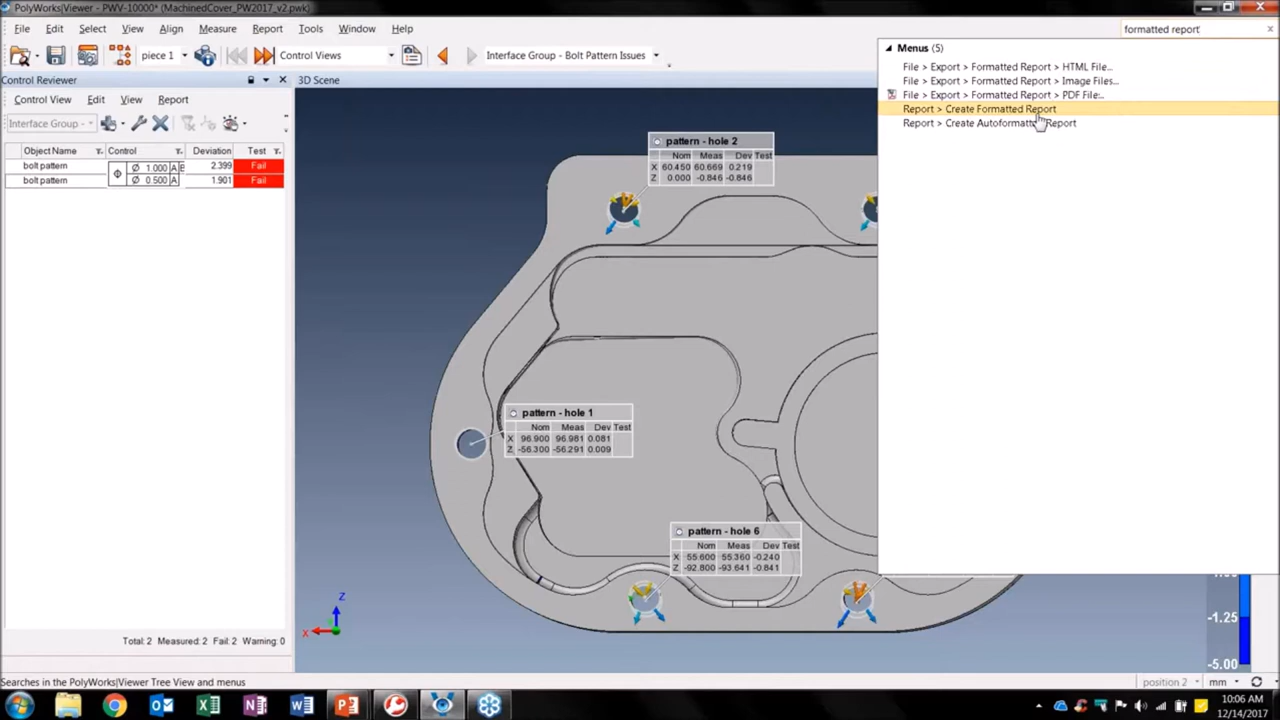 PolyWorks|Viewer - PWV-10000* (MachinedCover_PW2017_v2.pwk)
File Edit Select View Align Measure Report Tools Window Help
formatted report
piece 1
Control Views
Interface Group - Bolt Pattern Issues
Menus (5)
File > Export > Formatted Report > HTML File...
File > Export > Formatted Report > Image Files...
File > Export > Formatted Report > PDF File...
Report > Create Formatted Report
Report > Create Autoformatted Report
Control Reviewer
3D Scene
Control View Edit View Report
Interface Group -
Object Name Control Deviation Test
bolt pattern Ø 1.000 A B 2.399 Fail
bolt pattern Ø 0.500 A 1.901 Fail
pattern - hole 2
Nom Meas Dev Test
X 60.450 60.669 0.219
Z 0.000 -0.846 -0.846
pattern - hole 1
Nom Meas Dev Test
X 96.900 96.981 0.081
Z -56.300 -56.291 0.009
pattern - hole 6
Nom Meas Dev Test
X 55.600 55.360 -0.240
Z -92.800 -93.641 -0.841
Z
X
-1.25
-5.00
Total: 2 Measured: 2 Fail: 2 Warning: 0
Searches in the PolyWorks|Viewer Tree View and menus
position 2
mm
10:06 AM
12/14/2017